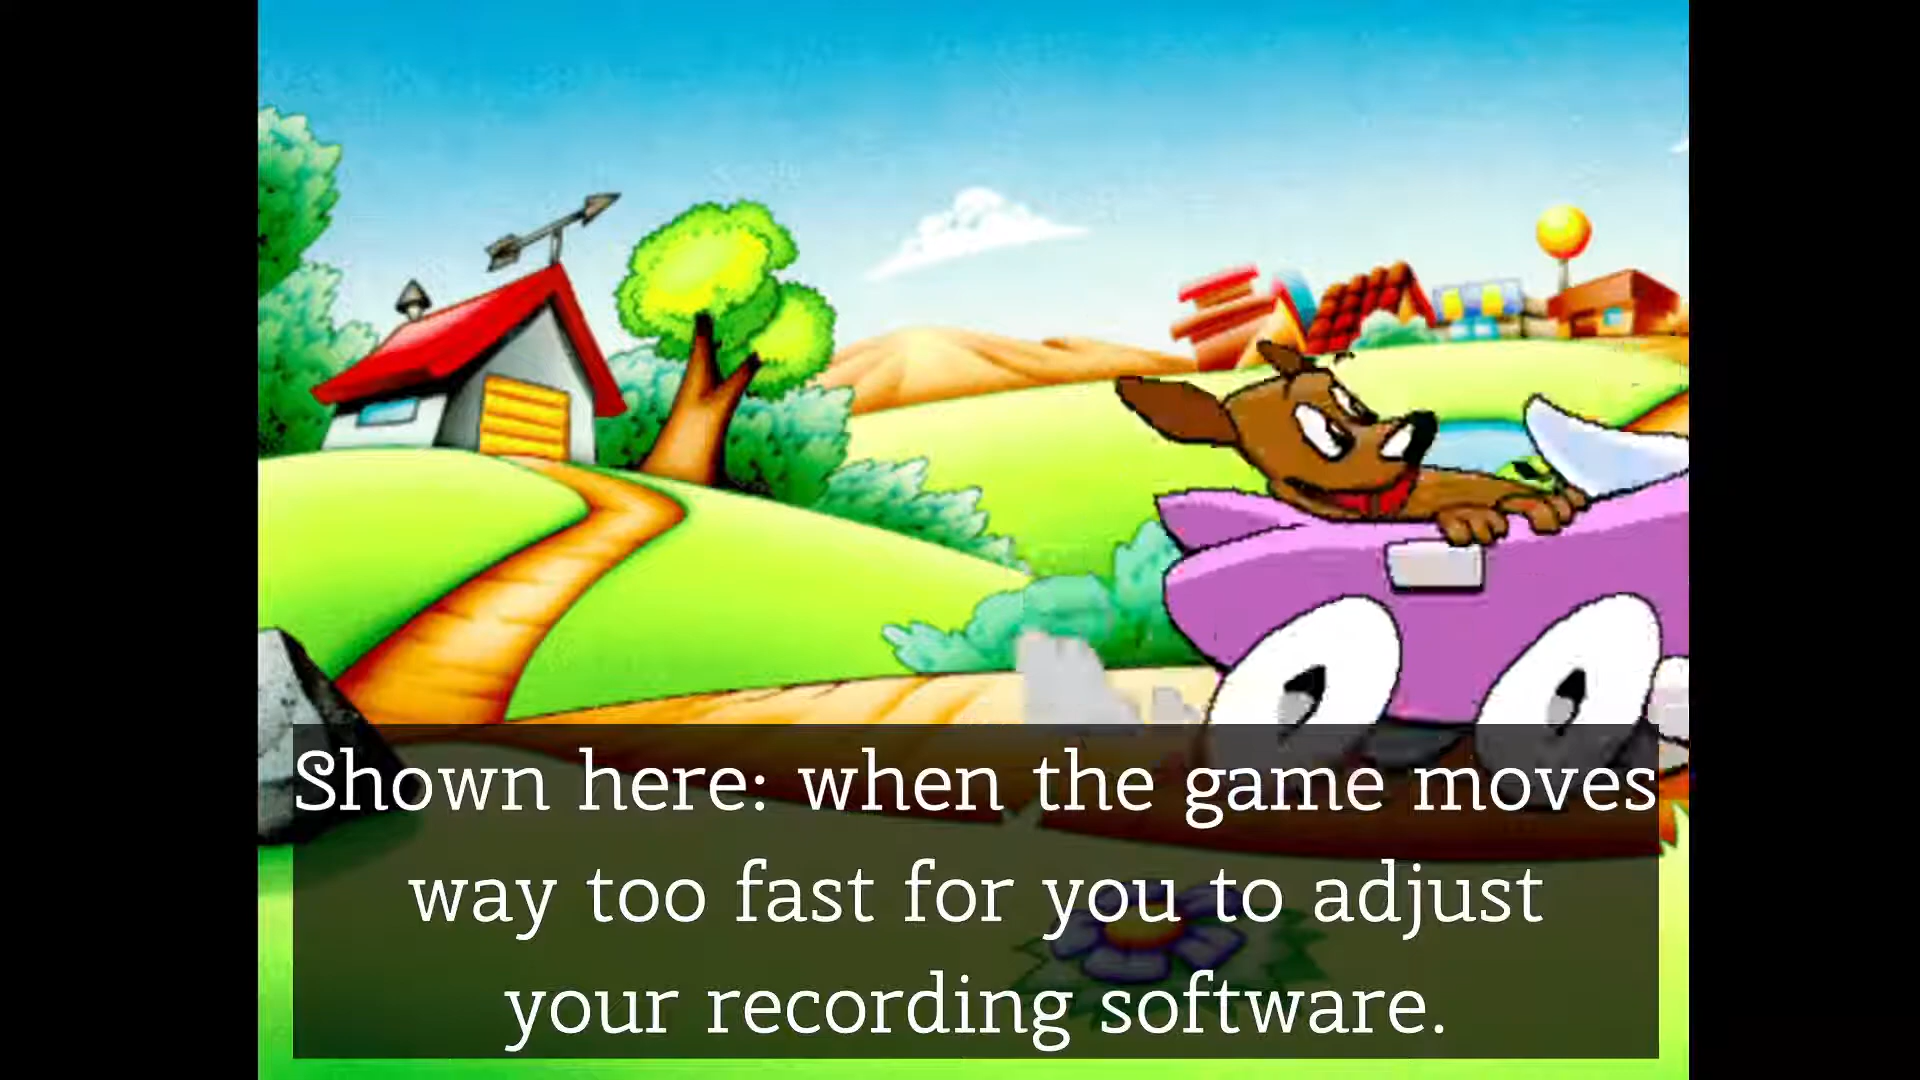 Shown here: when the game moves
way too fast for you to adjust
your recording software.